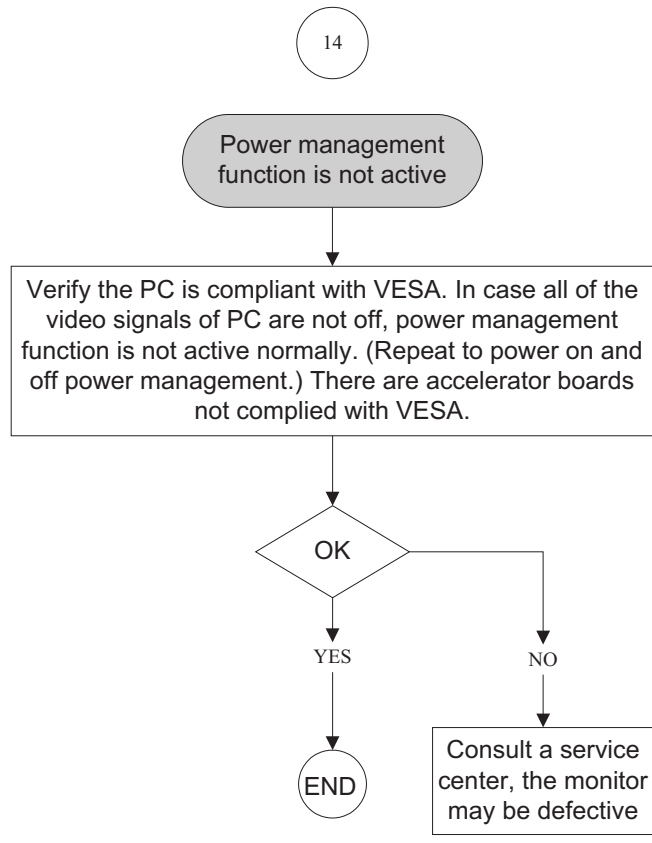 14
Power management
function is not active
Verify the PC is compliant with VESA. In case all of the
video signals of PC are not off, power management
function is not active normally. (Repeat to power on and
off power management.) There are accelerator boards
not complied with VESA.
OK
YES
NO
END
Consult a service
center, the monitor
may be defective